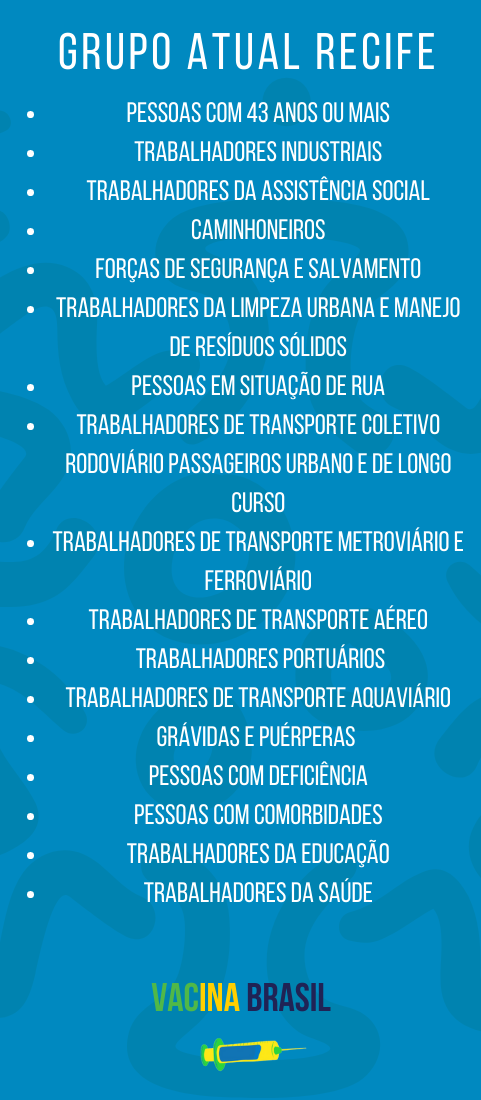 GRUPO ATUAL RECIFE
• PESSOAS COM 43 ANOS OU MAIS
• TRABALHADORES INDUSTRIAIS
• TRABALHADORES DA ASSISTÊNCIA SOCIAL
• CAMINHONEIROS
• FORÇAS DE SEGURANÇA E SALVAMENTO
• TRABALHADORES DA LIMPEZA URBANA E MANEJO
DE RESÍDUOS SÓLIDOS
• PESSOAS EM SITUAÇÃO DE RUA
• TRABALHADORES DE TRANSPORTE COLETIVO
RODOVIÁRIO PASSAGEIROS URBANO E DE LONGO
CURSO
• TRABALHADORES DE TRANSPORTE METROVIÁRIO E
FERROVIÁRIO
• TRABALHADORES DE TRANSPORTE AÉREO
• TRABALHADORES PORTUÁRIOS
• TRABALHADORES DE TRANSPORTE AQUAVIÁRIO
• GRÁVIDAS E PUÉRPERAS
• PESSOAS COM DEFICIÊNCIA
• PESSOAS COM COMORBIDADES
• TRABALHADORES DA EDUCAÇÃO
• TRABALHADORES DA SAÚDE
VACINA BRASIL